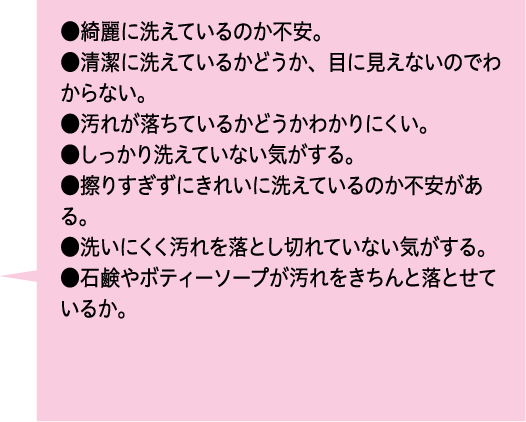 ●綺麗に洗えているのか不安。
●清潔に洗えているかどうか、目に見えないのでわ
からない。
●汚れが落ちているかどうかわかりにくい。
●しっかり洗えていない気がする。
●擦りすぎずにきれいに洗えているのか不安があ
る。
●洗いにくく汚れを落とし切れていない気がする。
●石鹸やボティーソープが汚れをきちんと落とせて
いるか。